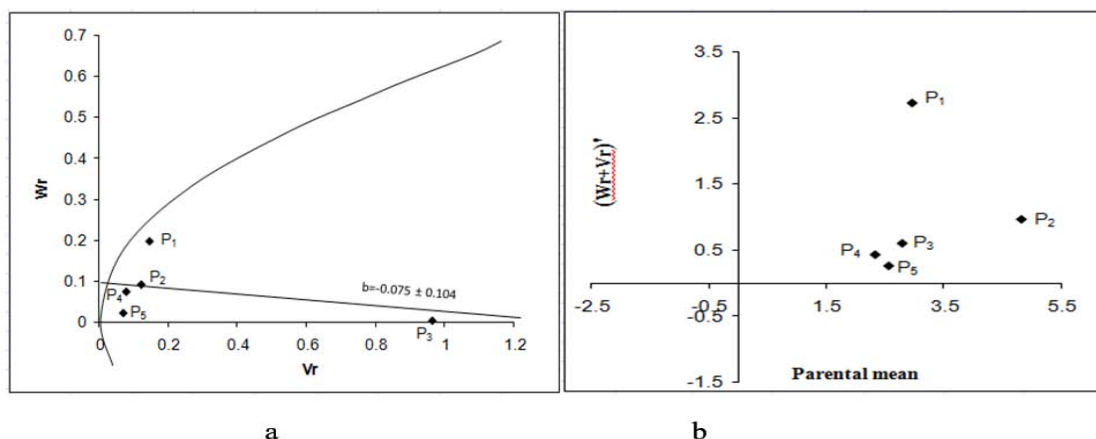 0.7
0.6
0.5
0.4
0.3
0.2
0.1
0
Wr
P1
P2
P4
P5
P3
b=-0.075 ± 0.104
0 0.2 0.4 0.6 0.8 1 1.2
Vr
a
3.5
2.5
1.5
0.5
-0.5
-1.5
(Wr+Vr)'
P1
P2
P3
P4
P5
-2.5 -0.5 1.5 3.5 5.5
Parental mean
b